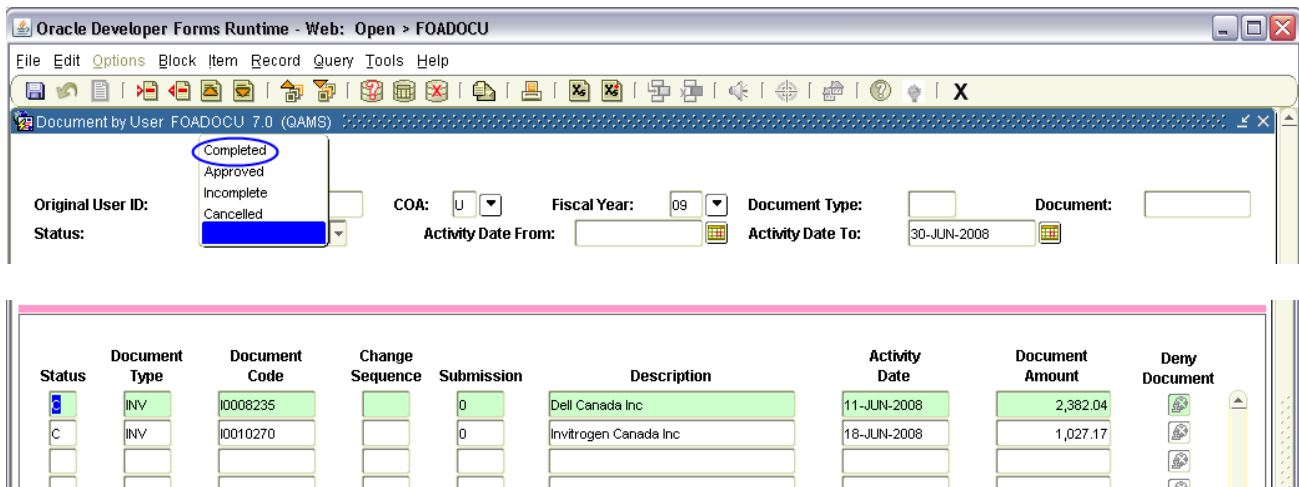 Oracle Developer Forms Runtime - Web: Open > FOADOCU
File Edit Options Block Item Record Query Tools Help
X
Document by User FOADOCU 7.0 (QAMS)
Completed
Approved
Incomplete
Cancelled
Original User ID: COA: U Fiscal Year: 09 Document Type: Document:
Status: Activity Date From: Activity Date To: 30-JUN-2008
Document Document Change Activity Document Deny
Status Type Code Sequence Submission Description Date Amount Document
C INV I0008235 0 Dell Canada Inc 11-JUN-2008 2,382.04
C INV I0010270 0 Invitrogen Canada Inc 18-JUN-2008 1,027.17